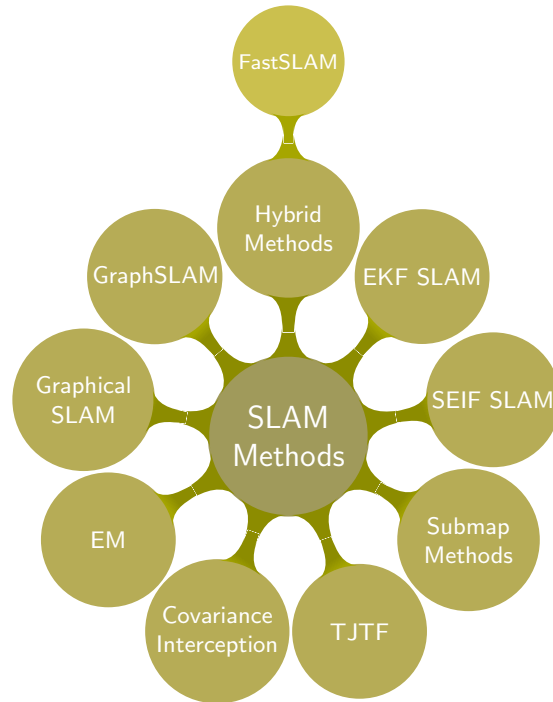 FastSLAM
Hybrid
Methods
GraphSLAM
EKF SLAM
Graphical
SLAM
SEIF SLAM
SLAM
Methods
EM
Submap
Methods
Covariance
Interception
TJTF